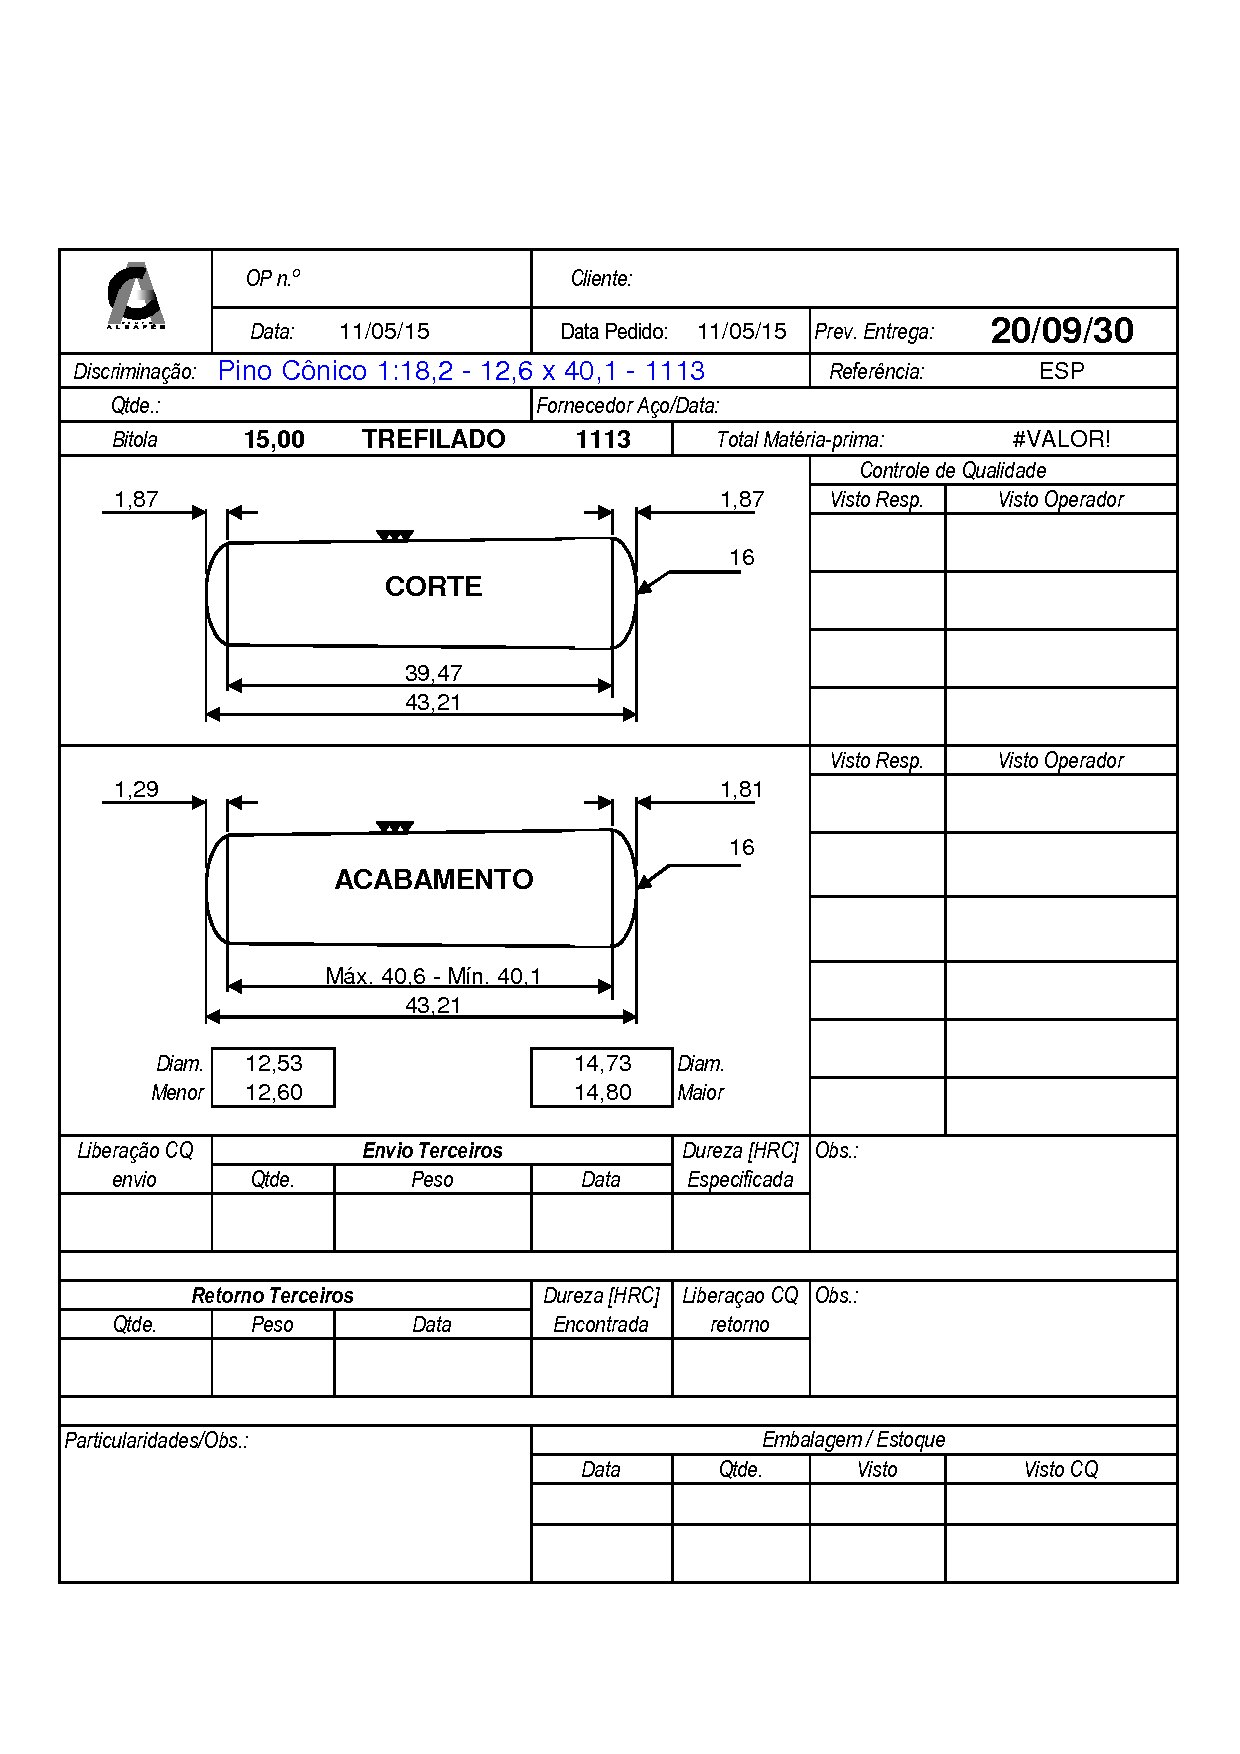 ALBAPEÇ
OP n.º
Cliente:
Data: 11/05/15 Data Pedido: 11/05/15 Prev. Entrega: 20/09/30
Discriminação: Pino Cônico 1:18,2 - 12,6 x 40,1 - 1113 Referência: ESP
Qtde.: Fornecedor Aço/Data:
Bitola 15,00 TREFILADO 1113 Total Matéria-prima: #VALOR!
Controle de Qualidade
1,87 1,87 Visto Resp. Visto Operador
16
CORTE
39,47
43,21
Visto Resp. Visto Operador
1,29 1,81
16
ACABAMENTO
Máx. 40,6 - Mín. 40,1
43,21
Diam. 12,53 14,73 Diam.
Menor 12,60 14,80 Maior
Liberação CQ Envio Terceiros Dureza [HRC] Obs.:
envio Qtde. Peso Data Especificada
Retorno Terceiros Dureza [HRC] Liberaçao CQ Obs.:
Qtde. Peso Data Encontrada retorno
Particularidades/Obs.: Embalagem / Estoque
Data Qtde. Visto Visto CQ